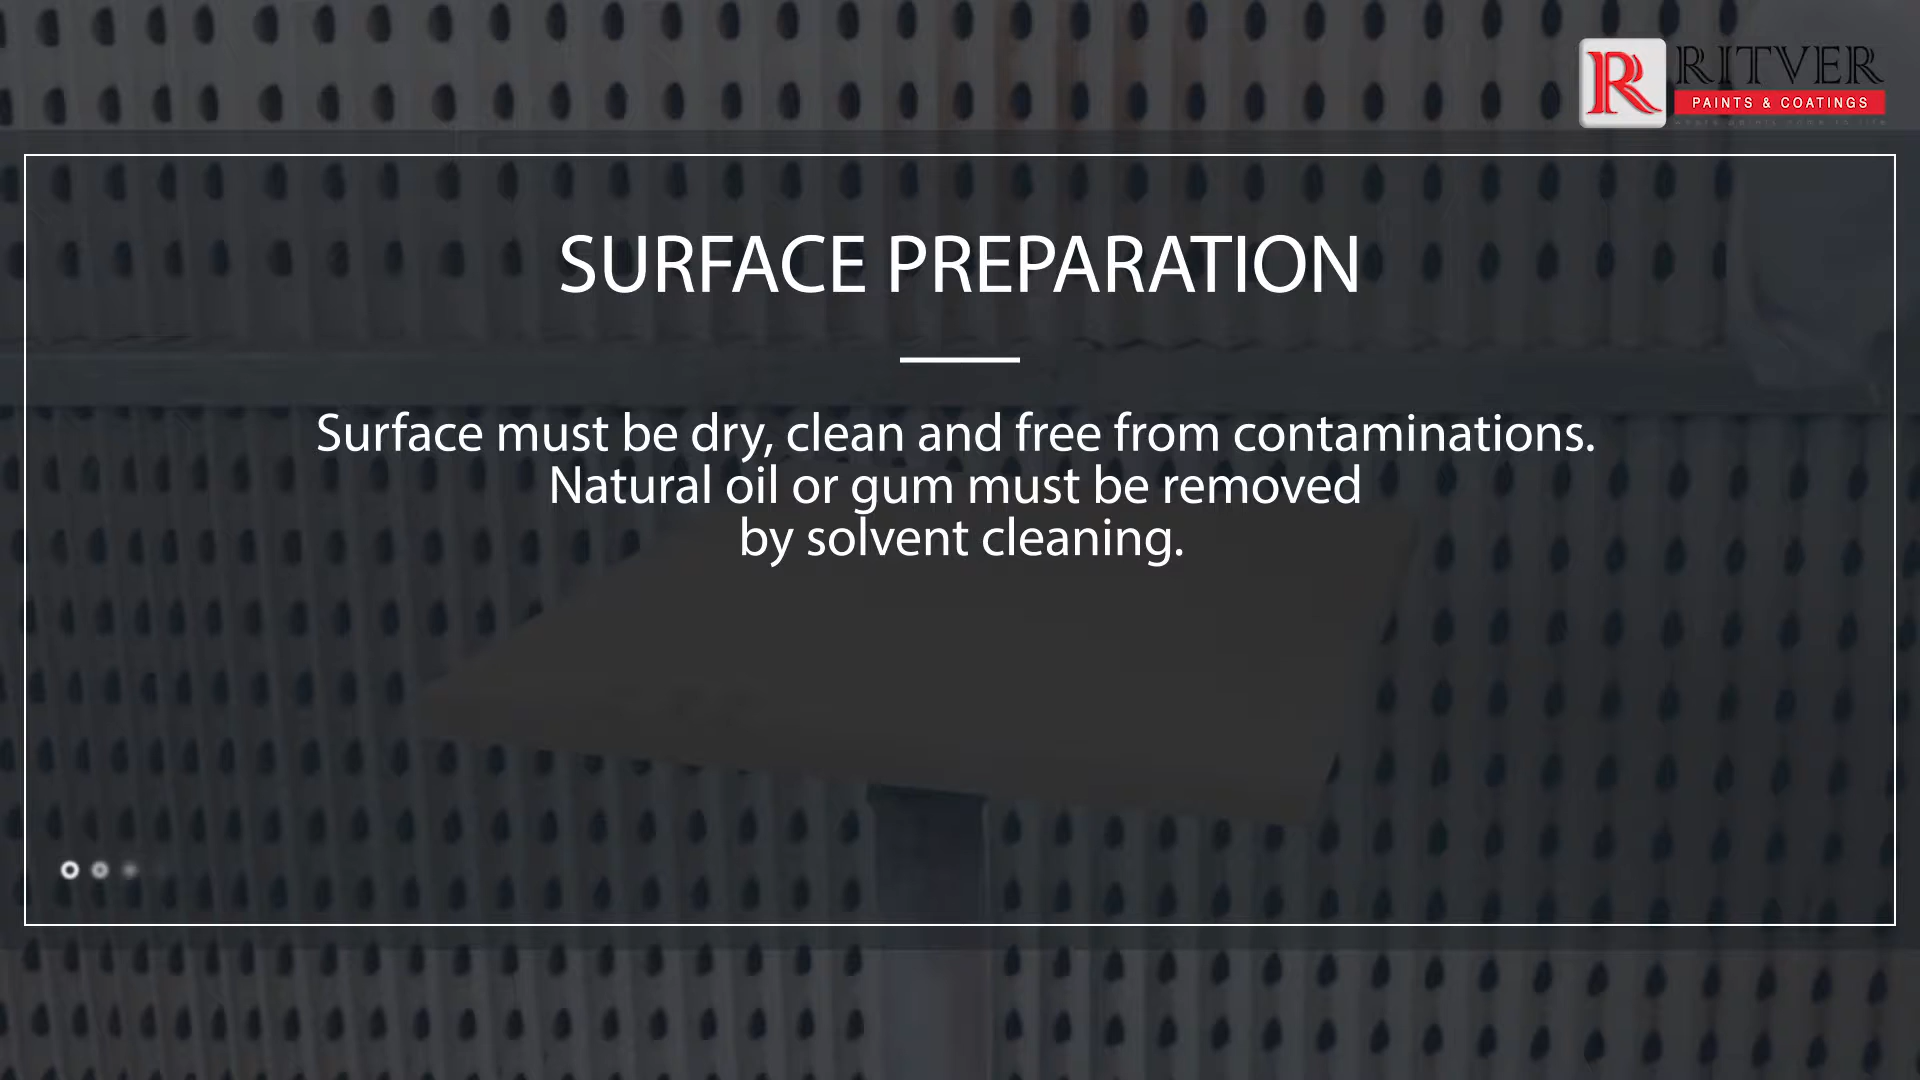 RITVER
PAINTS & COATINGS
SURFACE PREPARATION
Surface must be dry, clean and free from contaminations.
Natural oil or gum must be removed
by solvent cleaning.